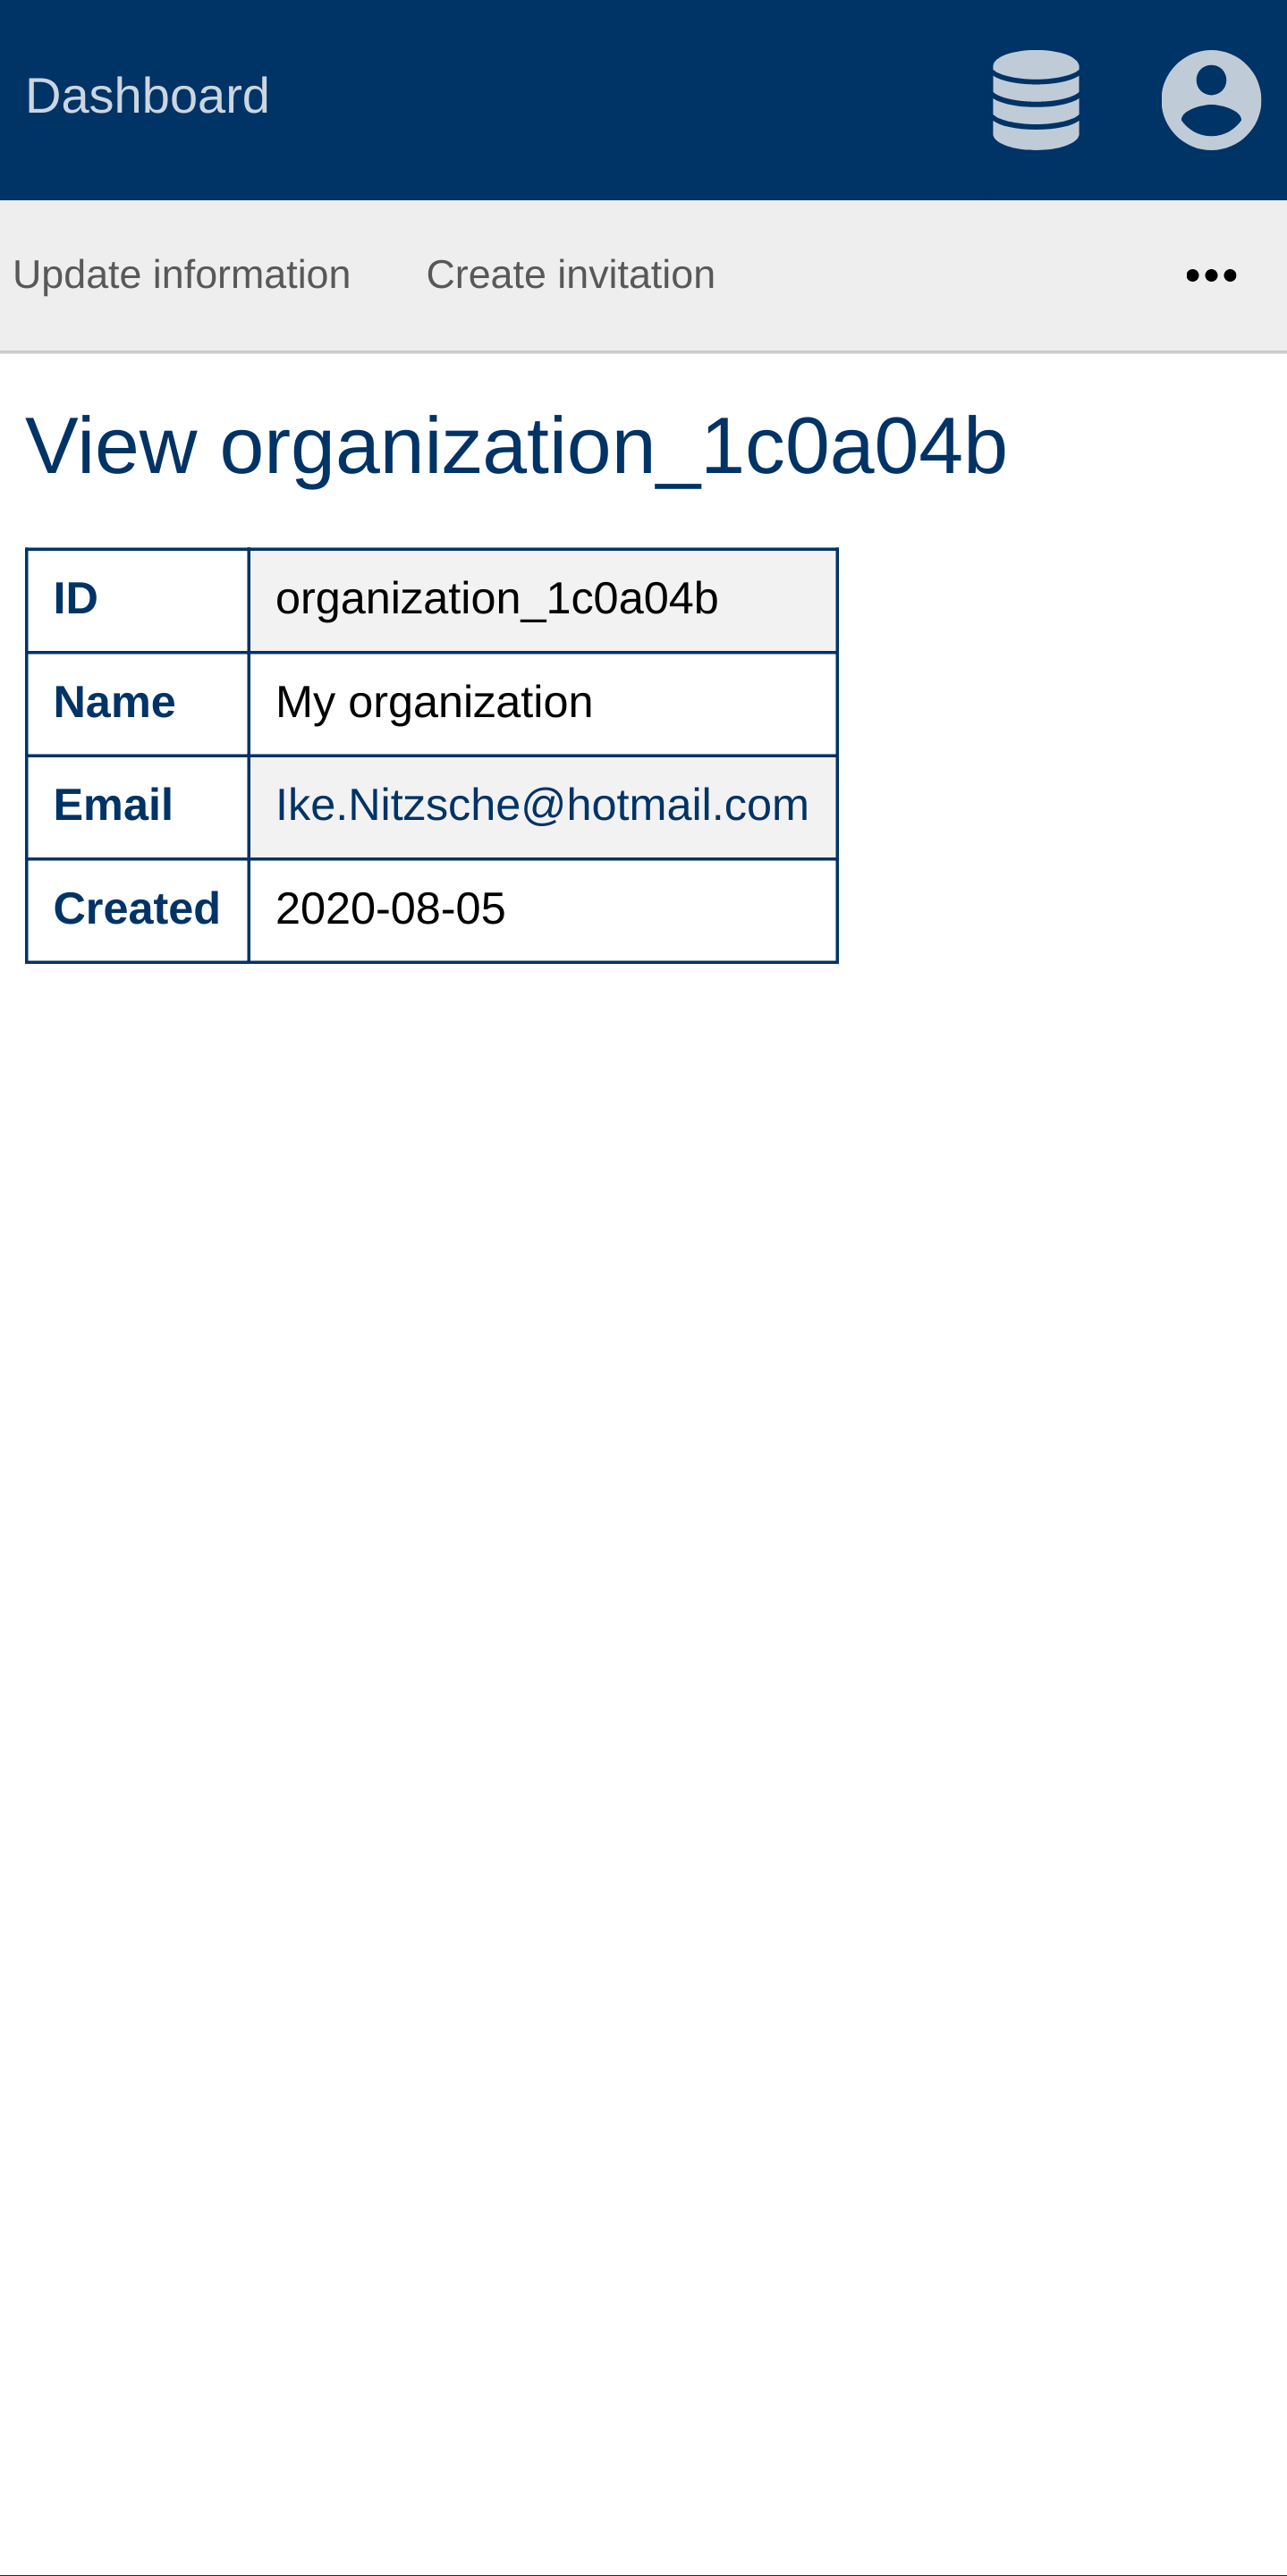 Dashboard
Update information Create invitation •••
View organization_1c0a04b
ID organization_1c0a04b
Name My organization
Email Ike.Nitzsche@hotmail.com
Created 2020-08-05